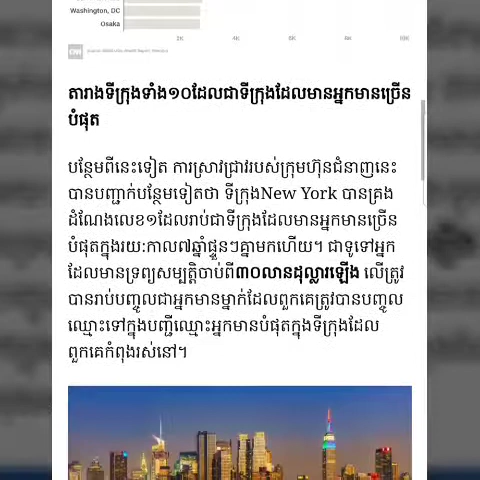 Washington, DC
Osaka
2K 4K 6K 8K 10K
CNN
តារាងទីក្រុងទាំង១០ដែលជាទីក្រុងដែលមានអ្នកមានច្រើន
បំផុត
បន្ថែមពីនេះទៀត ការស្រាវជ្រាវរបស់ក្រុមហ៊ុនជំនាញនេះ
បានបញ្ជាក់បន្ថែមទៀតថា ទីក្រុងNew York បានគ្រង
ដំណែងលេខ១ដែលរាប់ជាទីក្រុងដែលមានអ្នកមានច្រើន
បំផុតក្នុងរយ:កាល៧ឆ្នាំផ្ទួនៗគ្នាមកហើយ។ ជាទូទៅអ្នក
ដែលមានទ្រព្យសម្បត្តិចាប់ពី៣០លានដុល្លារឡើង លើត្រូវ
បានរាប់បញ្ចូលជាអ្នកមានម្នាក់ដែលពួកគេត្រូវបានបញ្ចូល
ឈ្មោះទៅក្នុងបញ្ជីឈ្មោះអ្នកមានបំផុតក្នុងទីក្រុងដែល
ពួកគេកំពុងរស់នៅ។